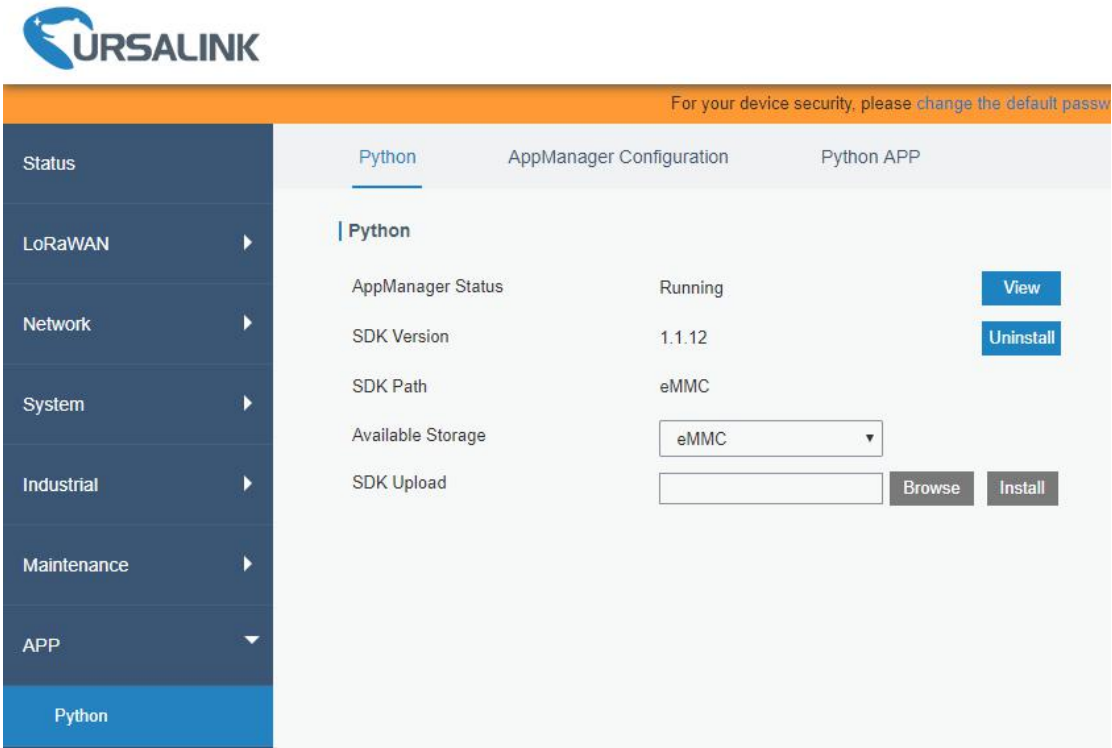 URSALINK
For your device security, please change the default passw
Status
LoRaWAN
Network
System
Industrial
Maintenance
APP
Python
Python AppManager Configuration Python APP
Python
AppManager Status Running View
SDK Version 1.1.12 Uninstall
SDK Path eMMC
Available Storage eMMC
SDK Upload Browse Install